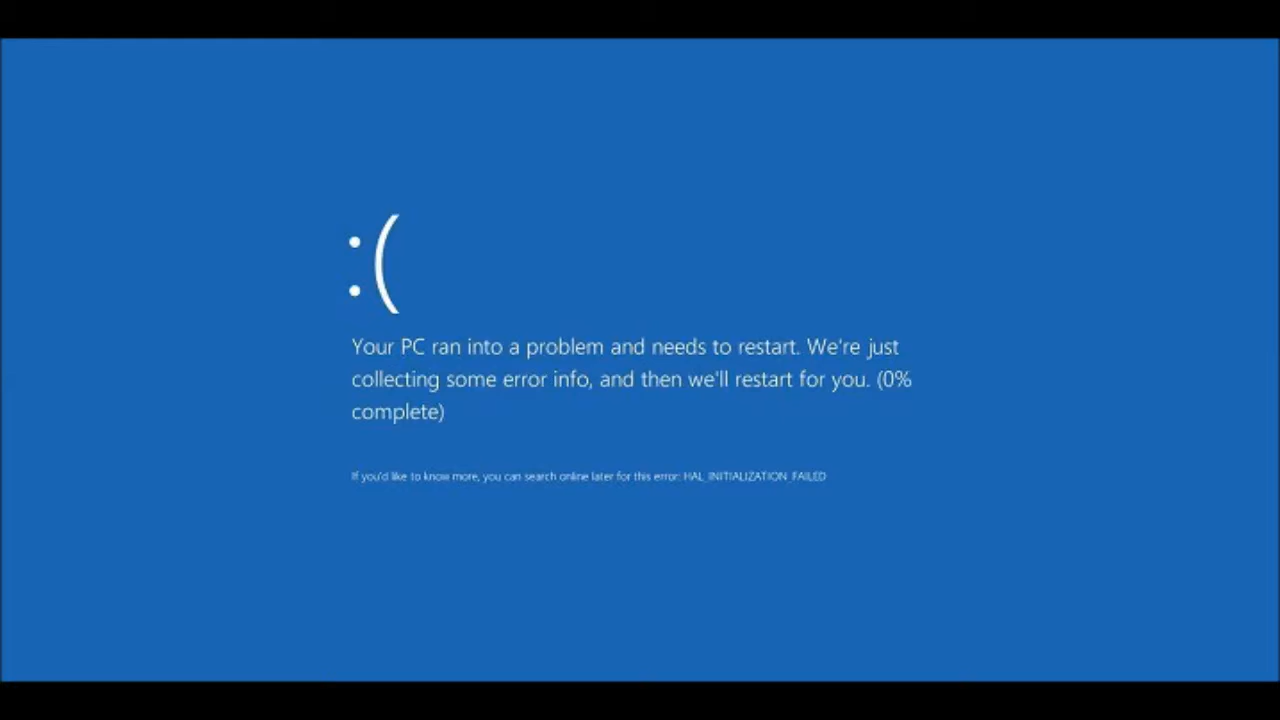 :(
Your PC ran into a problem and needs to restart. We're just
collecting some error info, and then we'll restart for you. (0%
complete)
If you'd like to know more, you can search online later for this error: HAL_INITIALIZATION_FAILED